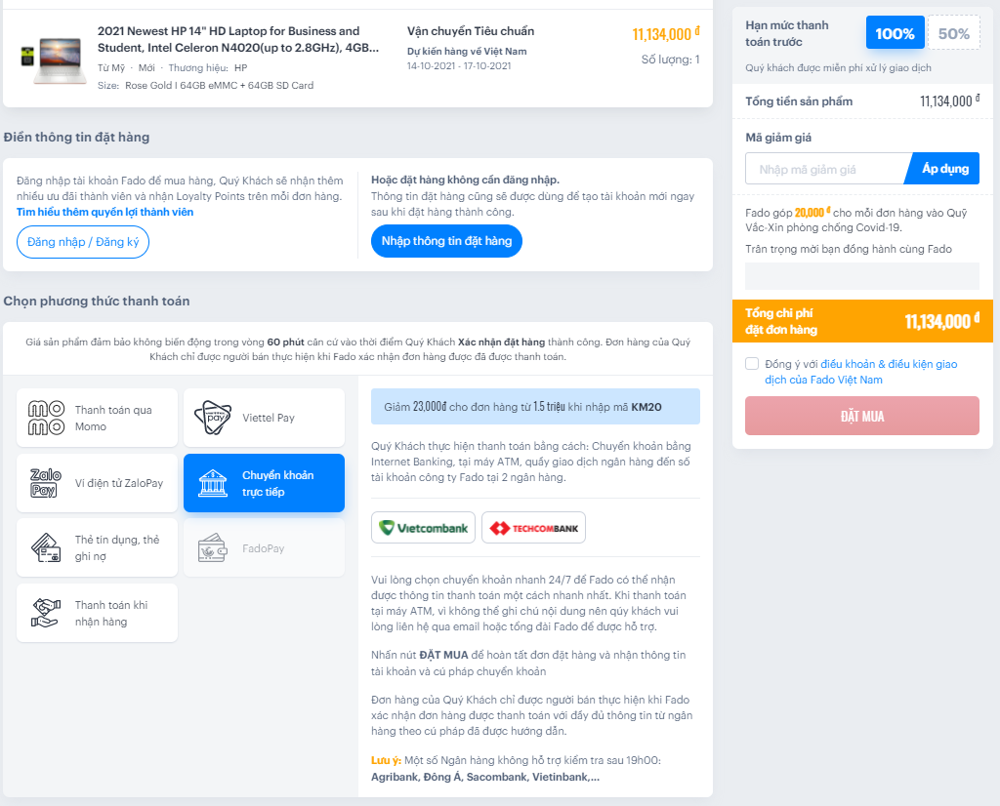 2021 Newest HP 14" HD Laptop for Business and
Student, Intel Celeron N4020(up to 2.8GHz), 4GB...
Từ Mỹ · Mới · Thương hiệu: HP
Size: Rose Gold I 64GB eMMC + 64GB SD Card
Vận chuyển Tiêu chuẩn
Dự kiến hàng về Việt Nam
14-10-2021 - 17-10-2021
11,134,000 đ
Số lượng: 1
Điền thông tin đặt hàng
Đăng nhập tài khoản Fado để mua hàng, Quý Khách sẽ nhận thêm
nhiều ưu đãi thành viên và nhận Loyalty Points trên mỗi đơn hàng.
Tìm hiểu thêm quyền lợi thành viên
Đăng nhập / Đăng ký
Hoặc đặt hàng không cần đăng nhập.
Thông tin đặt hàng cũng sẽ được dùng để tạo tài khoản mới ngay
sau khi đặt hàng thành công.
Nhập thông tin đặt hàng
Chọn phương thức thanh toán
Giá sản phẩm đảm bảo không biến động trong vòng 60 phút căn cứ vào thời điểm Quý Khách Xác nhận đặt hàng thành công. Đơn hàng của Quý
Khách chỉ được người bán thực hiện khi Fado xác nhận đơn hàng được đã được thanh toán.
momo
Thanh toán qua
Momo
pay
Viettel Pay
Zalo
Pay
Ví điện tử ZaloPay
Chuyển khoản
trực tiếp
Thẻ tín dụng, thẻ
ghi nợ
FadoPay
Thanh toán khi
nhận hàng
Giảm 23,000đ cho đơn hàng từ 1.5 triệu khi nhập mã KM20
Quý Khách thực hiện thanh toán bằng cách: Chuyển khoản bằng
Internet Banking, tại máy ATM, quầy giao dịch ngân hàng đến số
tài khoản công ty Fado tại 2 ngân hàng.
Vietcombank
TECHCOMBANK
Vui lòng chọn chuyển khoản nhanh 24/7 để Fado có thể nhận
được thông tin thanh toán một cách nhanh nhất. Khi thanh toán
tại máy ATM, vì không thể ghi chú nội dung nên qúy khách vui
lòng liên hệ qua email hoặc tổng đài Fado để được hỗ trợ.
Nhấn nút ĐẶT MUA để hoàn tất đơn đặt hàng và nhận thông tin
tài khoản và cú pháp chuyển khoản
Đơn hàng của Quý Khách chỉ được người bán thực hiện khi Fado
xác nhận đơn hàng được thanh toán với đầy đủ thông tin từ ngân
hàng theo cú pháp đã được hướng dẫn.
Lưu ý: Một số Ngân hàng không hỗ trợ kiểm tra sau 19h00:
Agribank, Đông Á, Sacombank, Vietinbank,...
Hạn mức thanh
toán trước
100%
50%
Quý khách được miễn phí xử lý giao dịch
Tổng tiền sản phẩm
11,134,000 đ
Mã giảm giá
Nhập mã giảm giá
Áp dụng
Fado góp 20,000 đ cho mỗi đơn hàng vào Quỹ
Vắc-Xin phòng chống Covid-19.
Trân trọng mời bạn đồng hành cùng Fado
Tổng chi phí
đặt đơn hàng
11,134,000 đ
Đồng ý với điều khoản & điều kiện giao
dịch của Fado Việt Nam
ĐẶT MUA